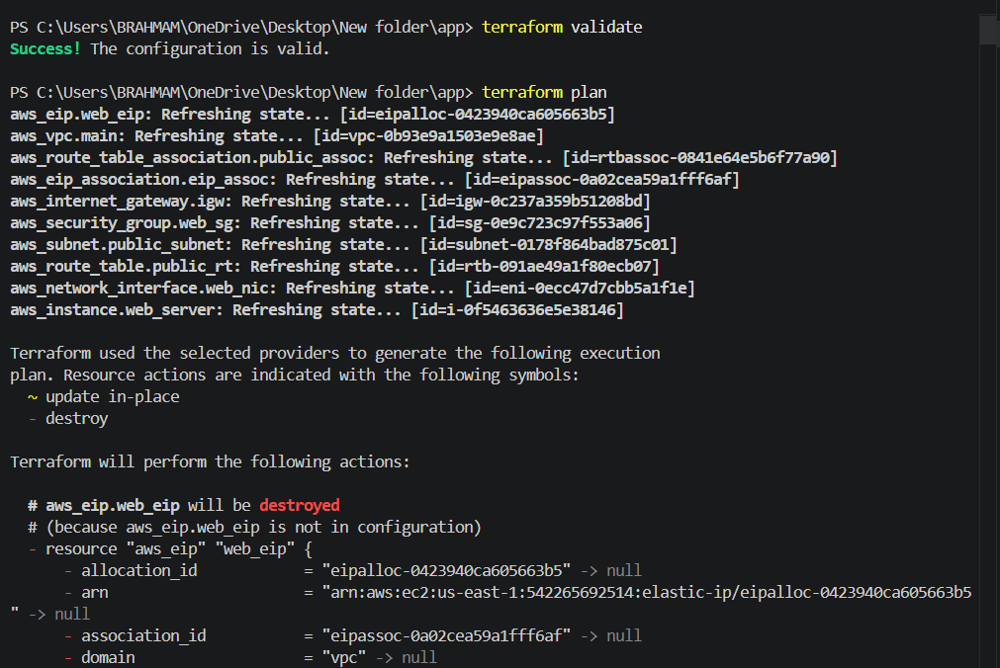 PS C:\Users\BRAHMAM\OneDrive\Desktop\New folder\app> terraform validate
Success! The configuration is valid.
PS C:\Users\BRAHMAM\OneDrive\Desktop\New folder\app> terraform plan
aws_eip.web_eip: Refreshing state... [id=eipalloc-0423940ca605663b5]
aws_vpc.main: Refreshing state... [id=vpc-0b93e9a1503e9e8ae]
aws_route_table_association.public_assoc: Refreshing state... [id=rtbassoc-0841e64e5b6f77a90]
aws_eip_association.eip_assoc: Refreshing state... [id=eipassoc-0a02cea59a1fff6af]
aws_internet_gateway.igw: Refreshing state... [id=igw-0c237a359b51208bd]
aws_security_group.web_sg: Refreshing state... [id=sg-0e9c723c97f553a06]
aws_subnet.public_subnet: Refreshing state... [id=subnet-0178f864bad875c01]
aws_route_table.public_rt: Refreshing state... [id=rtb-091ae49a1f80ecb07]
aws_network_interface.web_nic: Refreshing state... [id=eni-0ecc47d7cbb5a1f1e]
aws_instance.web_server: Refreshing state... [id=i-0f5463636e5e38146]
Terraform used the selected providers to generate the following execution
plan. Resource actions are indicated with the following symbols:
  ~ update in-place
  - destroy
Terraform will perform the following actions:
  # aws_eip.web_eip will be destroyed
  # (because aws_eip.web_eip is not in configuration)
  - resource "aws_eip" "web_eip" {
      - allocation_id            = "eipalloc-0423940ca605663b5" -> null
      - arn                      = "arn:aws:ec2:us-east-1:542265692514:elastic-ip/eipalloc-0423940ca605663b5
" -> null
      - association_id           = "eipassoc-0a02cea59a1fff6af" -> null
      - domain                   = "vpc" -> null